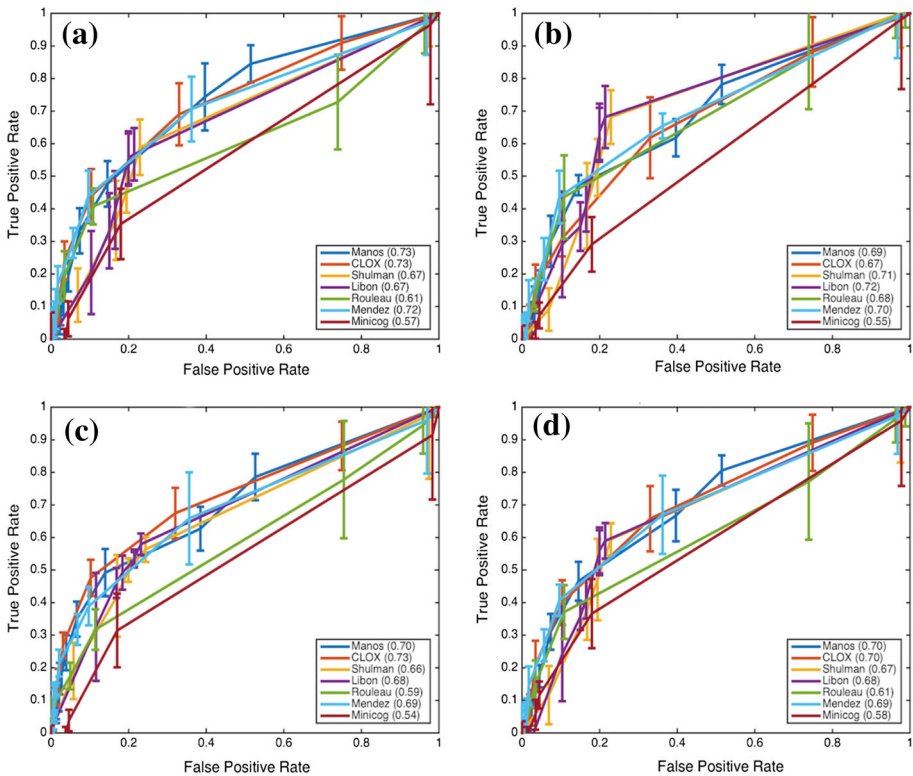 (a)
1
0.9
0.8
0.7
0.6
0.5
0.4
0.3
0.2
0.1
0
True Positive Rate
Manos (0.73)
CLOX (0.73)
Shulman (0.67)
Libon (0.67)
Rouleau (0.61)
Mendez (0.72)
Minicog (0.57)
0 0.2 0.4 0.6 0.8 1
False Positive Rate
(b)
1
0.9
0.8
0.7
0.6
0.5
0.4
0.3
0.2
0.1
0
True Positive Rate
Manos (0.69)
CLOX (0.67)
Shulman (0.71)
Libon (0.72)
Rouleau (0.68)
Mendez (0.70)
Minicog (0.55)
0 0.2 0.4 0.6 0.8 1
False Positive Rate
(c)
1
0.9
0.8
0.7
0.6
0.5
0.4
0.3
0.2
0.1
0
True Positive Rate
Manos (0.70)
CLOX (0.73)
Shulman (0.66)
Libon (0.68)
Rouleau (0.59)
Mendez (0.69)
Minicog (0.54)
0 0.2 0.4 0.6 0.8 1
False Positive Rate
(d)
1
0.9
0.8
0.7
0.6
0.5
0.4
0.3
0.2
0.1
0
True Positive Rate
Manos (0.70)
CLOX (0.70)
Shulman (0.67)
Libon (0.68)
Rouleau (0.61)
Mendez (0.69)
Minicog (0.58)
0 0.2 0.4 0.6 0.8 1
False Positive Rate